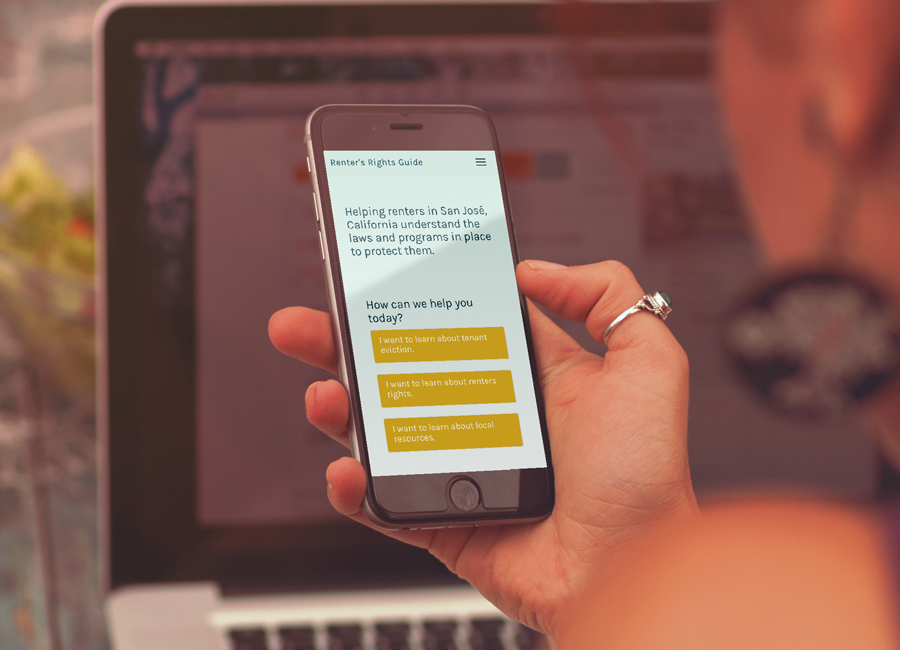 Renter's Rights Guide
Helping renters in San José,
California understand the
laws and programs in place
to protect them.
How can we help you
today?
I want to learn about tenant
eviction.
I want to learn about renters
rights.
I want to learn about local
resources.